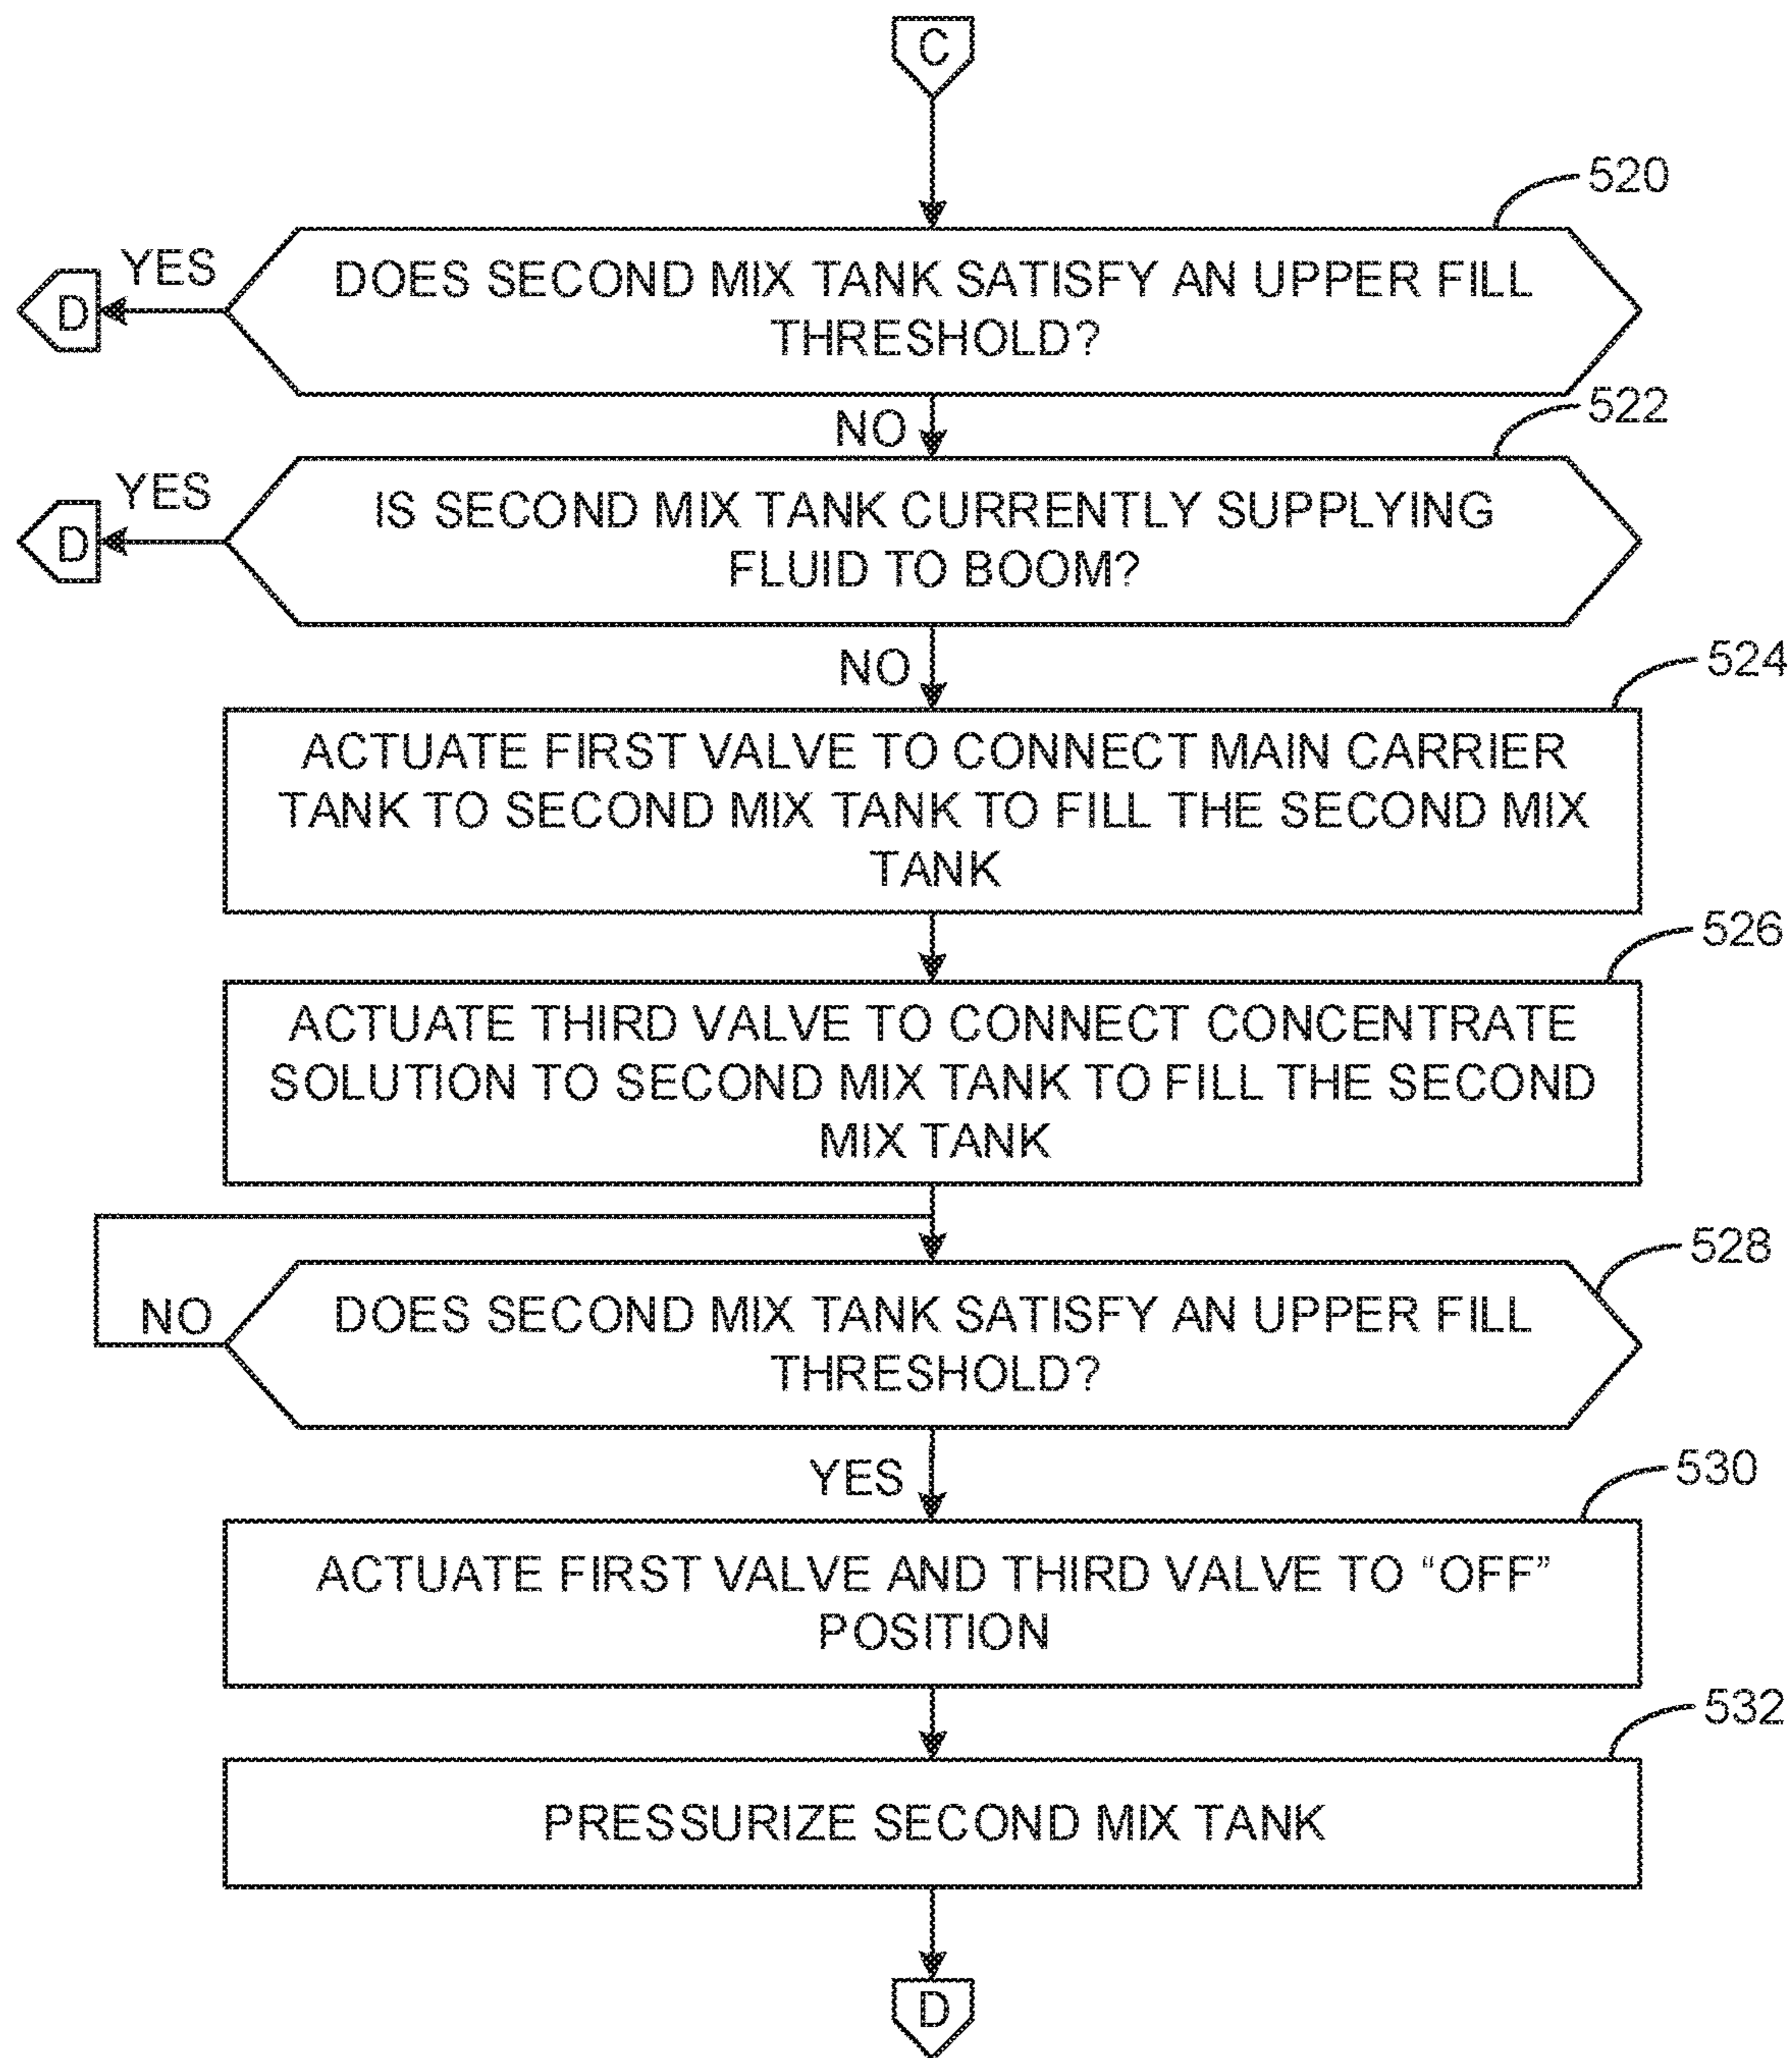 C
520
YES
D
DOES SECOND MIX TANK SATISFY AN UPPER FILL
THRESHOLD?
NO
522
YES
D
IS SECOND MIX TANK CURRENTLY SUPPLYING
FLUID TO BOOM?
NO
524
ACTUATE FIRST VALVE TO CONNECT MAIN CARRIER
TANK TO SECOND MIX TANK TO FILL THE SECOND MIX
TANK
526
ACTUATE THIRD VALVE TO CONNECT CONCENTRATE
SOLUTION TO SECOND MIX TANK TO FILL THE SECOND
MIX TANK
528
NO
DOES SECOND MIX TANK SATISFY AN UPPER FILL
THRESHOLD?
YES
530
ACTUATE FIRST VALVE AND THIRD VALVE TO “OFF”
POSITION
532
PRESSURIZE SECOND MIX TANK
D